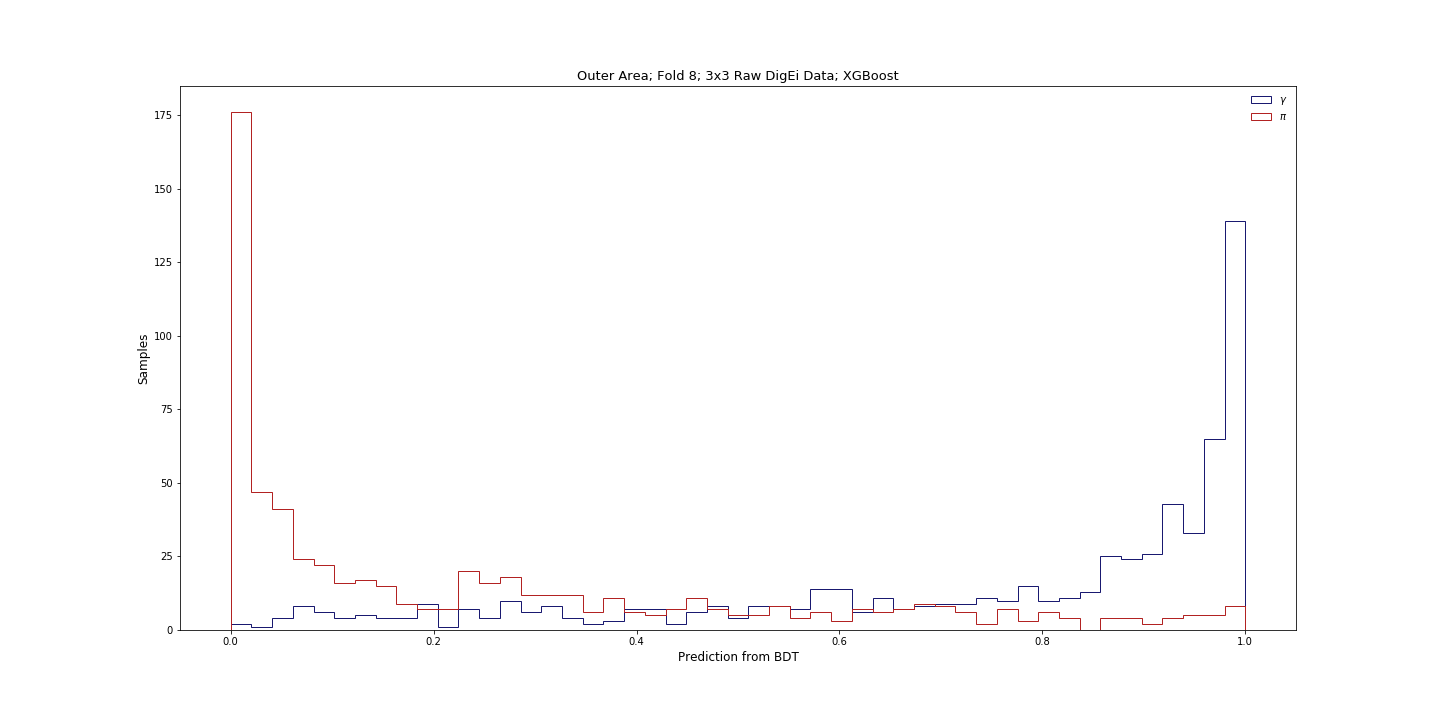 Outer Area; Fold 8; 3x3 Raw DigEi Data; XGBoost
γ
π
175
150
125
100
75
50
25
0
Samples
0.0 0.2 0.4 0.6 0.8 1.0
Prediction from BDT